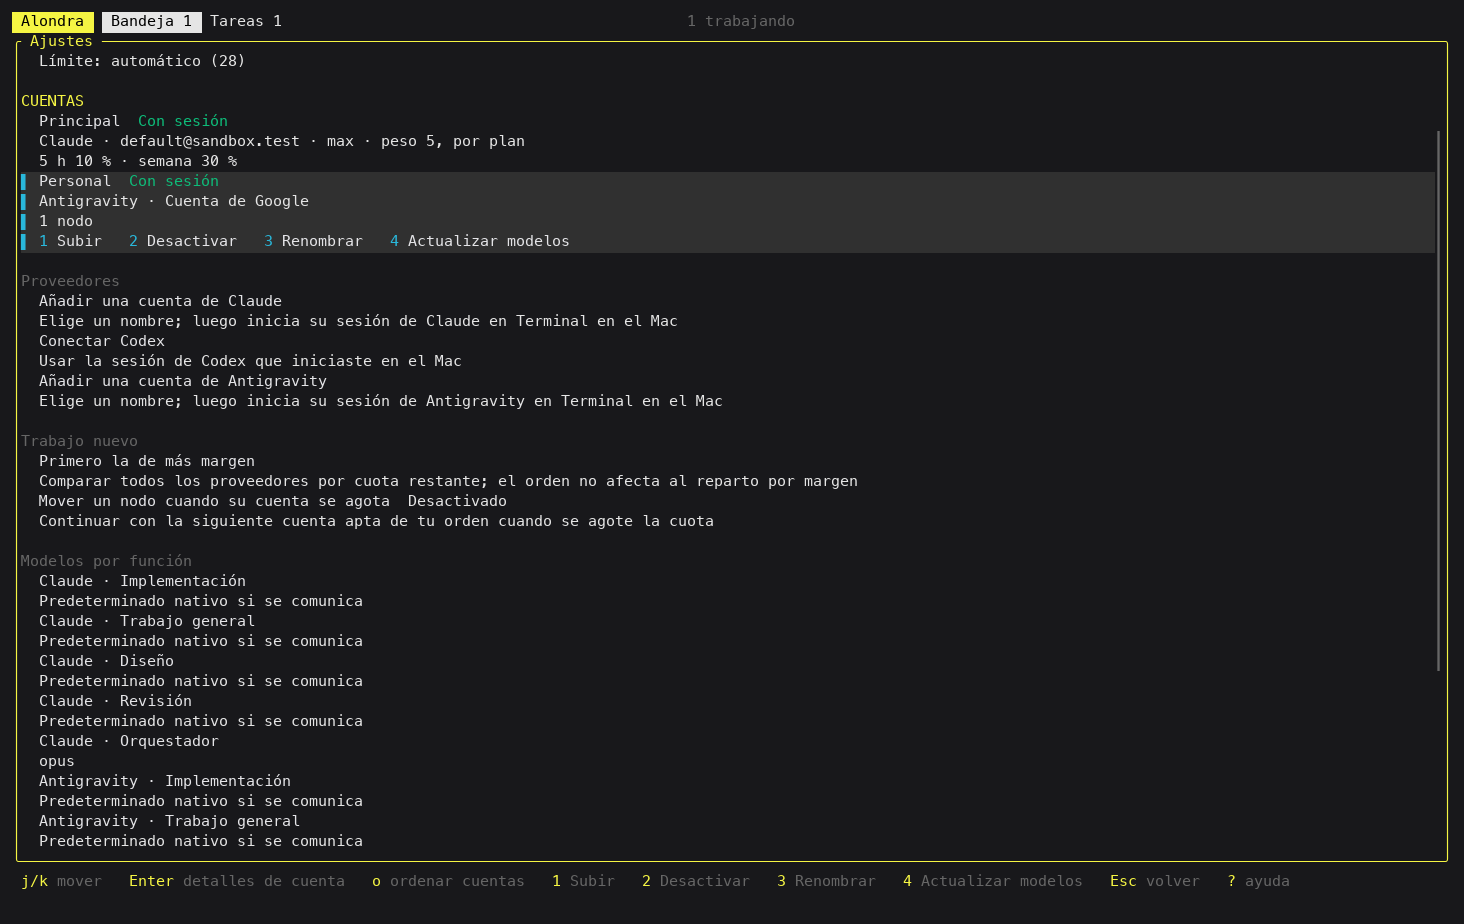 Alondra Bandeja 1 Tareas 1 1 trabajando
Ajustes
Límite: automático (28)
CUENTAS
Principal Con sesión
Claude · default@sandbox.test · max · peso 5, por plan
5 h 10 % · semana 30 %
Personal Con sesión
Antigravity · Cuenta de Google
1 nodo
1 Subir 2 Desactivar 3 Renombrar 4 Actualizar modelos
Proveedores
Añadir una cuenta de Claude
Elige un nombre; luego inicia su sesión de Claude en Terminal en el Mac
Conectar Codex
Usar la sesión de Codex que iniciaste en el Mac
Añadir una cuenta de Antigravity
Elige un nombre; luego inicia su sesión de Antigravity en Terminal en el Mac
Trabajo nuevo
Primero la de más margen
Comparar todos los proveedores por cuota restante; el orden no afecta al reparto por margen
Mover un nodo cuando su cuenta se agota Desactivado
Continuar con la siguiente cuenta apta de tu orden cuando se agote la cuota
Modelos por función
Claude · Implementación
Predeterminado nativo si se comunica
Claude · Trabajo general
Predeterminado nativo si se comunica
Claude · Diseño
Predeterminado nativo si se comunica
Claude · Revisión
Predeterminado nativo si se comunica
Claude · Orquestador
opus
Antigravity · Implementación
Predeterminado nativo si se comunica
Antigravity · Trabajo general
Predeterminado nativo si se comunica
j/k mover Enter detalles de cuenta o ordenar cuentas 1 Subir 2 Desactivar 3 Renombrar 4 Actualizar modelos Esc volver ? ayuda